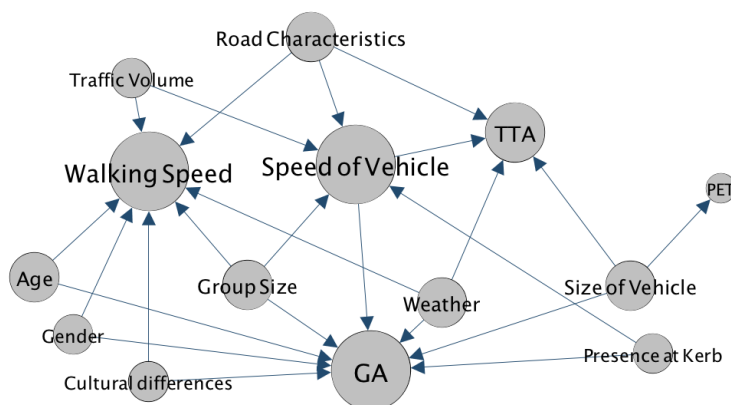 Road Characteristics
Traffic Volume
TTA
Walking Speed
Speed of Vehicle
PET
Age
Group Size
Weather
Size of Vehicle
Gender
Presence at Kerb
Cultural differences
GA